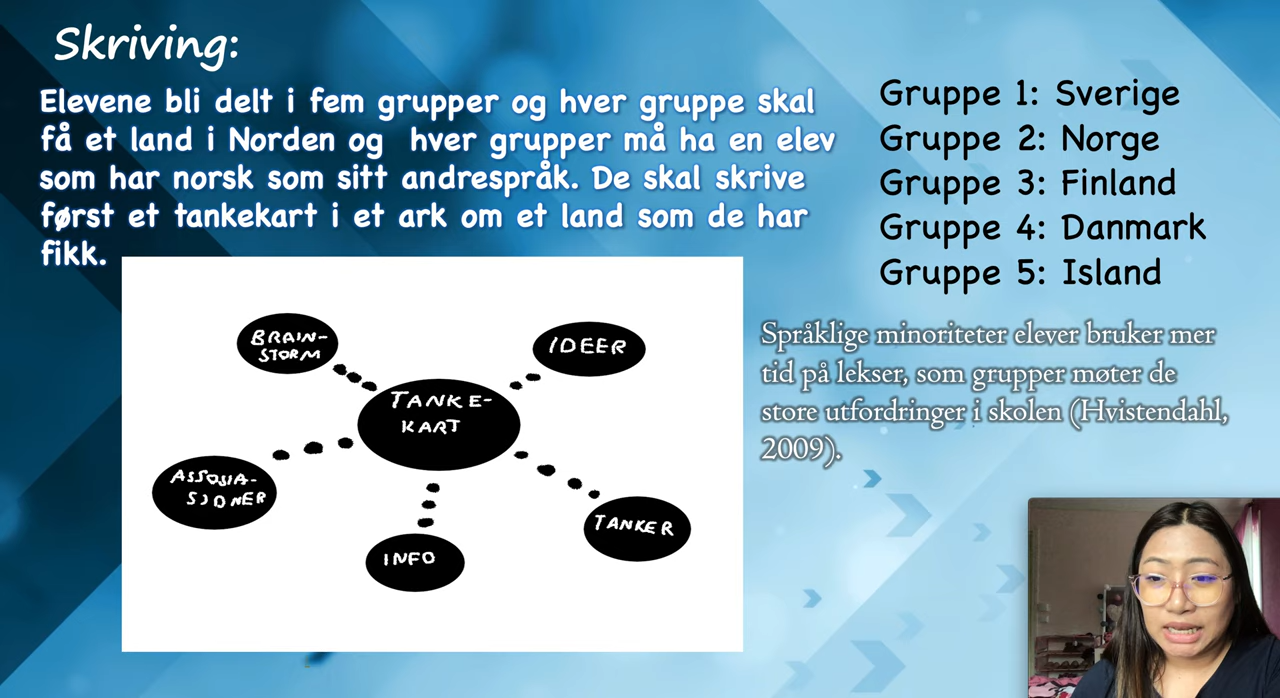 Skriving:
Elevene bli delt i fem grupper og hver gruppe skal
få et land i Norden og hver grupper må ha en elev
som har norsk som sitt andrespråk. De skal skrive
først et tankekart i et ark om et land som de har
fikk.
BRAIN-
STORM
IDEER
TANKE-
KART
ASSOSIA-
SJONER
INFO
TANKER
Gruppe 1: Sverige
Gruppe 2: Norge
Gruppe 3: Finland
Gruppe 4: Danmark
Gruppe 5: Island
Språklige minoriteter elever bruker mer
tid på lekser, som grupper møter de
store utfordringer i skolen (Hvistendahl,
2009).